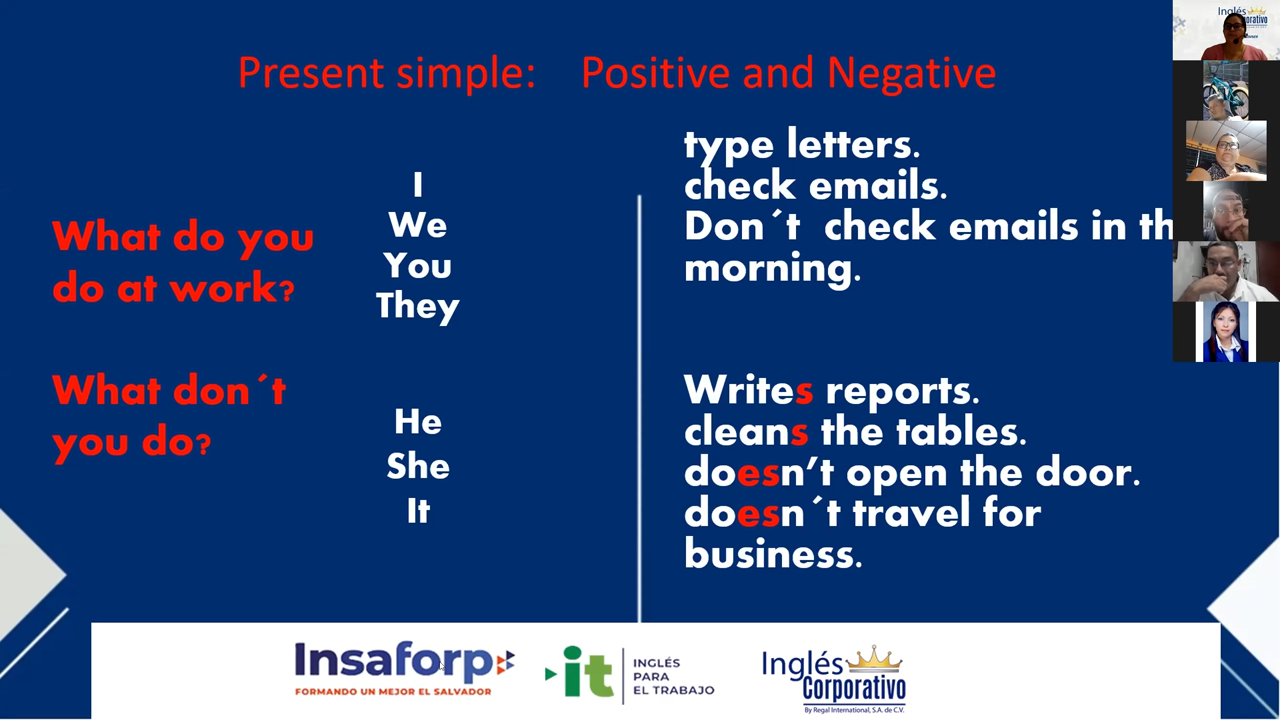 Present simple: Positive and Negative
What do you
do at work?
What don´t
you do?
I
We
You
They
He
She
It
type letters.
check emails.
Don´t check emails in th
morning.
Writes reports.
cleans the tables.
doesn’t open the door.
doesn´t travel for
business.
Insaforp
FORMANDO UN MEJOR EL SALVADOR
it
INGLÉS
PARA
EL TRABAJO
Inglés
Corporativo
By Regal International, S.A. de C.V.
Inglés